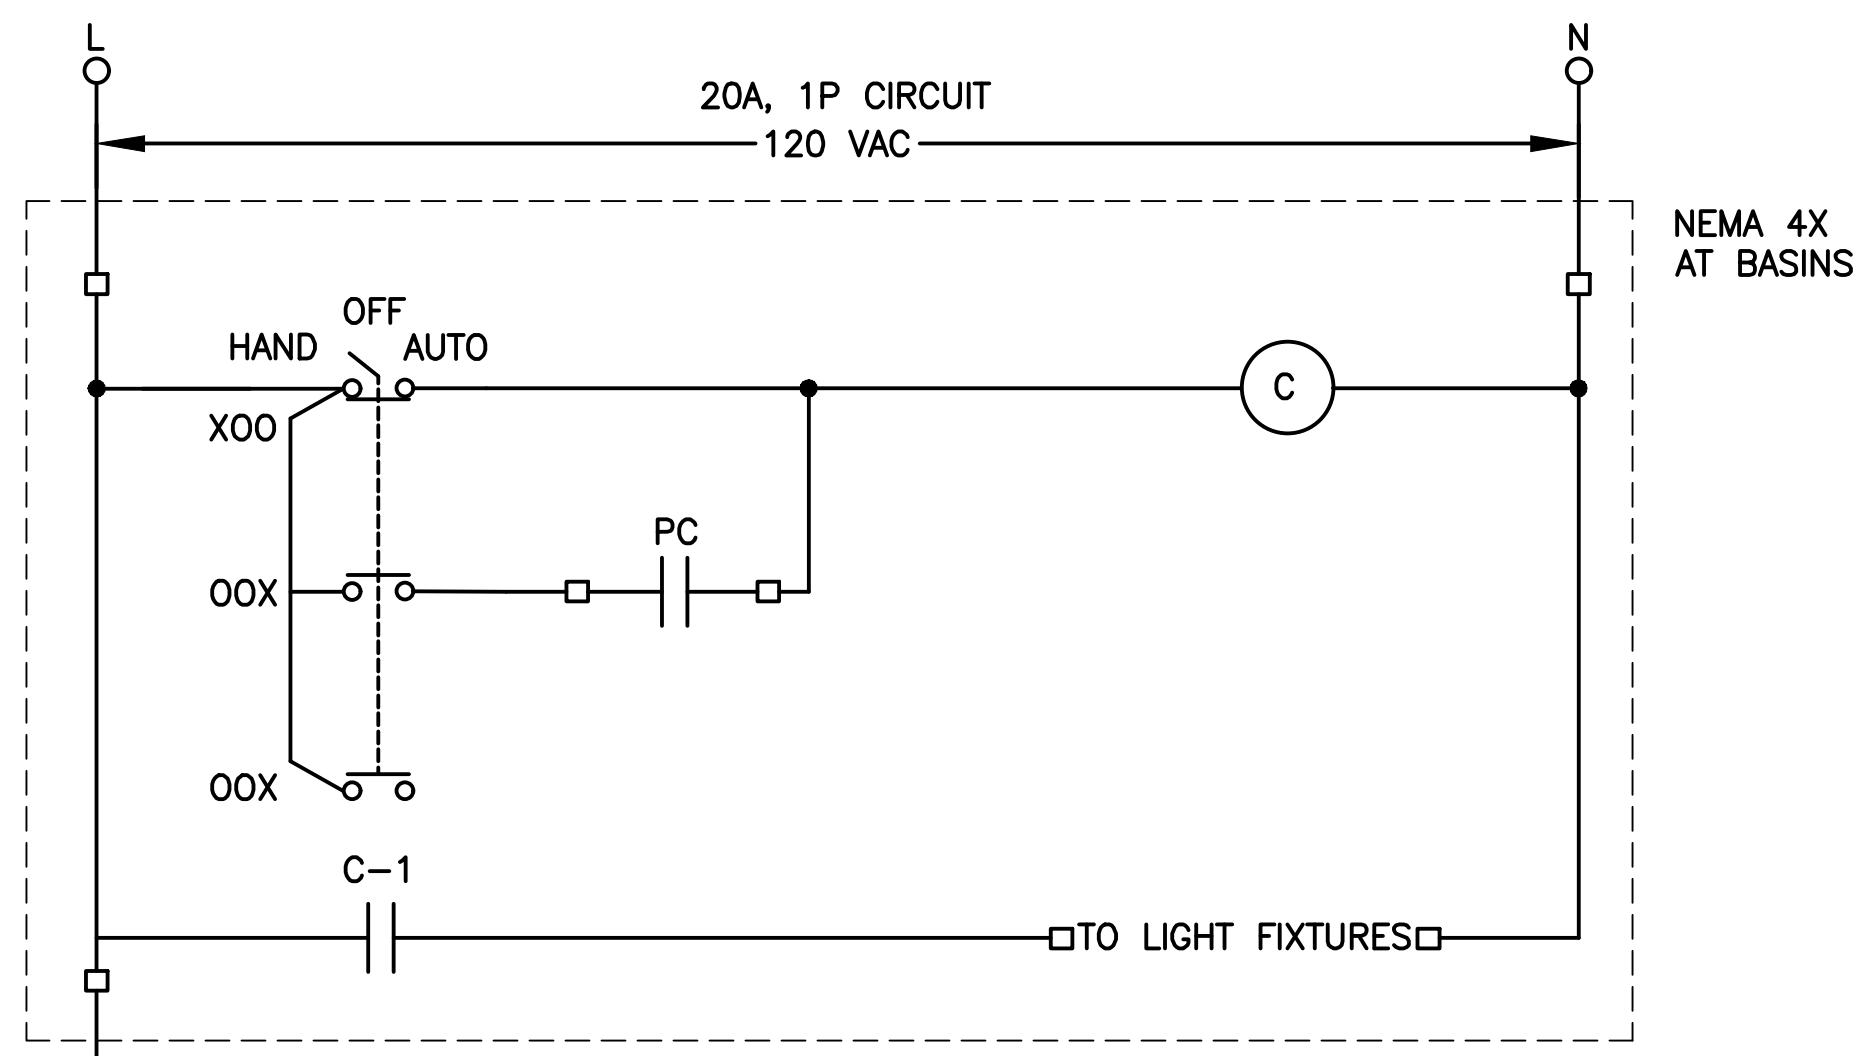 L
N
20A, 1P CIRCUIT
120 VAC
NEMA 4X
AT BASINS
OFF
HAND
AUTO
C
XOO
PC
OOX
OOX
C-1
TO LIGHT FIXTURES